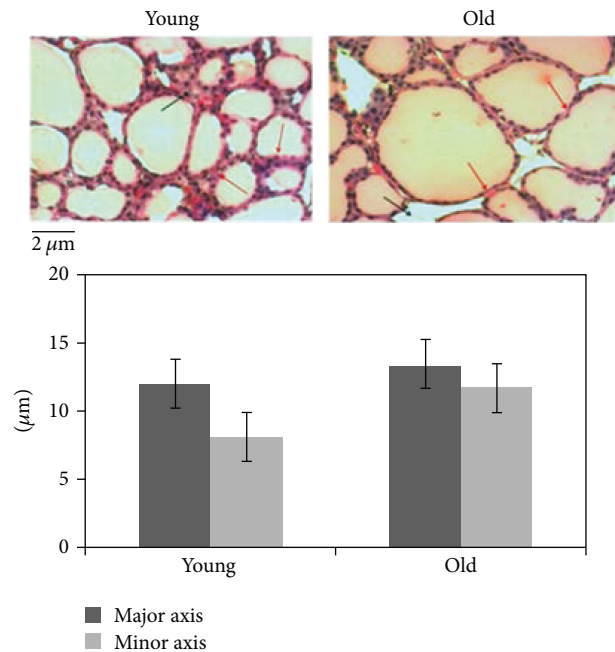 Young Old
2 μm
20
15
10
5
0
(μm)
Young Old
Major axis
Minor axis